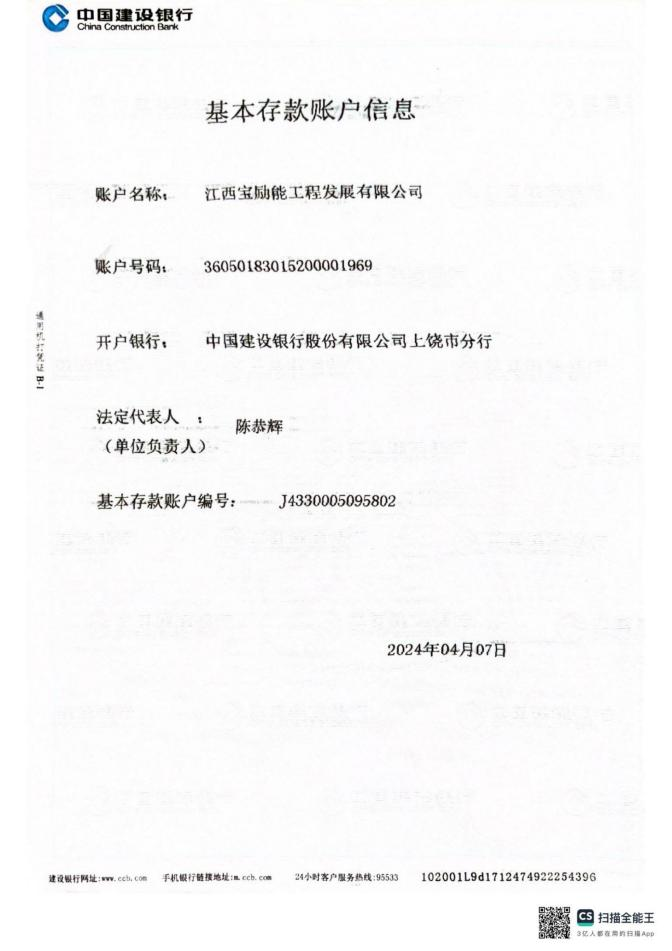 中国建设银行
China Construction Bank
基本存款账户信息
账户名称： 江西宝励能工程发展有限公司
账户号码： 36050183015200001969
开户银行： 中国建设银行股份有限公司上饶市分行
通用机打凭证 B-1
法定代表人 ： 陈恭辉
（单位负责人）
基本存款账户编号： J4330005095802
2024年04月07日
建设银行网址:www.ccb.com 手机银行链接地址:m.ccb.com 24小时客户服务热线:95533 102001L9d1712474922254396
CS 扫描全能王
3亿人都在用的扫描App